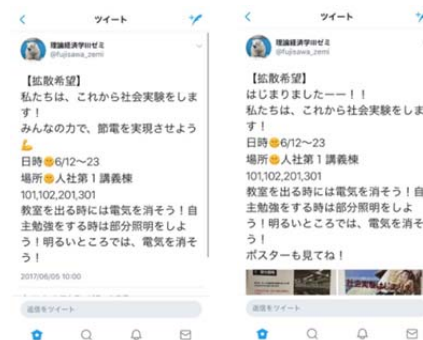 ツイート
理論経済学Ⅲゼミ
@fujisawa_zemi
【拡散希望】
私たちは、これから社会実験をしま
す！
みんなの力で、節電を実現させよう
💪
日時😊6/12〜23
場所😊人社第1講義棟
101,102,201,301
教室を出る時には電気を消そう！自
主勉強をする時は部分照明をしよ
う！明るいところでは、電気を消そ
う！
2017/06/05 10:00
返信をツイート
ツイート
理論経済学Ⅲゼミ
@fujisawa_zemi
【拡散希望】
はじまりましたーー！！
私たちは、これから社会実験をしま
す！
日時😊6/12〜23
場所😊人社第1講義棟
101,102,201,301
教室を出る時には電気を消そう！自
主勉強をする時は部分照明をしよ
う！明るいところでは、電気を消そ
う！
ポスターも見てね！
返信をツイート